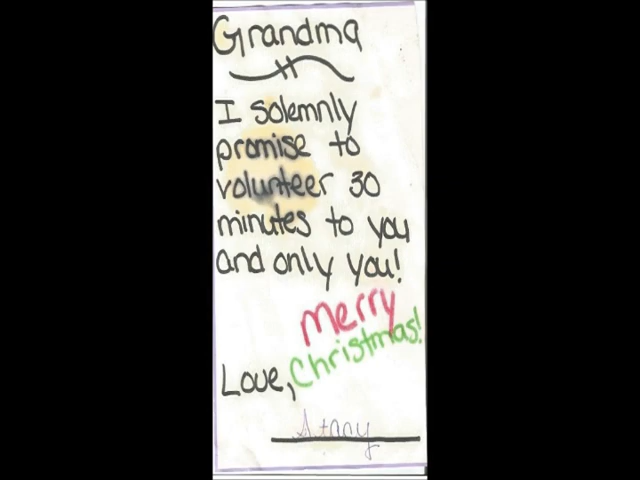 Grandma
I solemnly
promise to
volunteer 30
minutes to you
and only you!
Merry
Christmas!
Love,